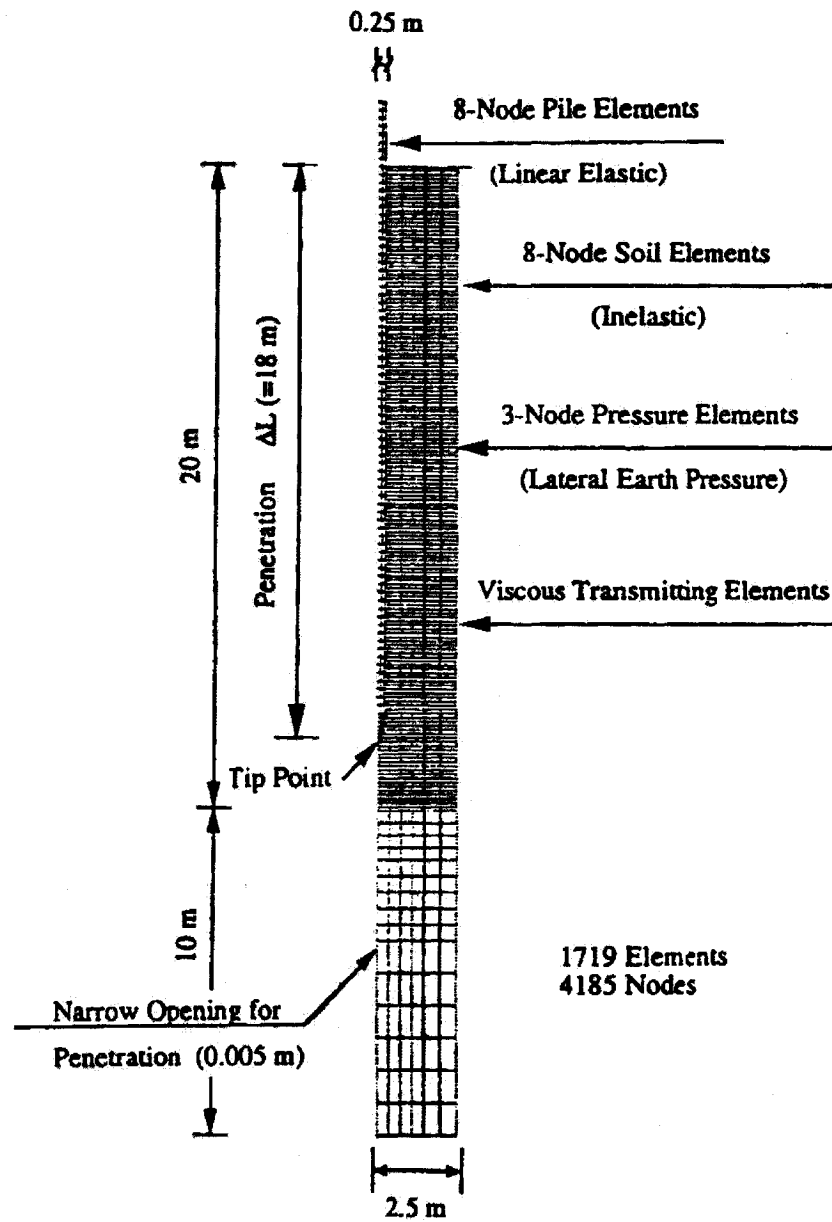 0.25 m
8-Node Pile Elements
(Linear Elastic)
8-Node Soil Elements
(Inelastic)
3-Node Pressure Elements
(Lateral Earth Pressure)
Viscous Transmitting Elements
20 m
Penetration ΔL (=18 m)
Tip Point
10 m
Narrow Opening for
Penetration (0.005 m)
1719 Elements
4185 Nodes
2.5 m